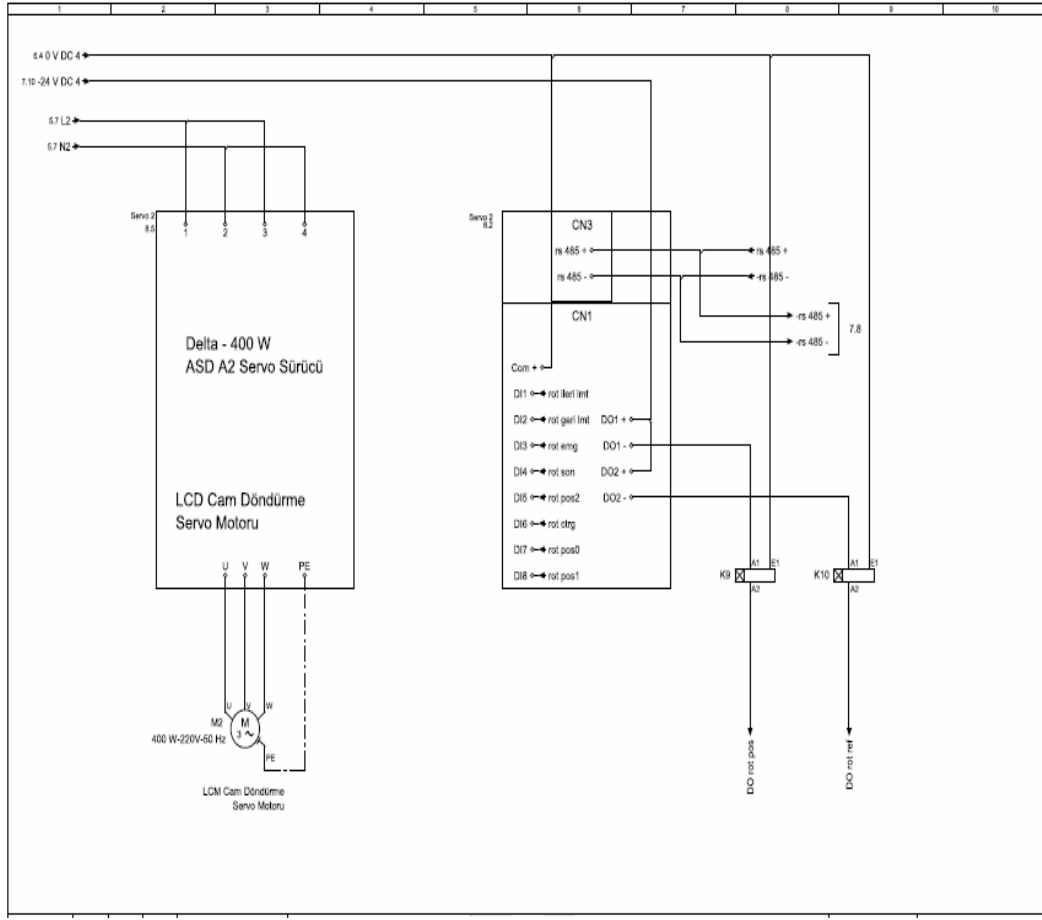 1 2 3 4 5 6 7 8 9 10
6.4 0 V DC 4
7.10 -24 V DC 4
5.7 L2
5.7 N2
Servo 2
8.5
1 2 3 4
Delta - 400 W
ASD A2 Servo Sürücü
LCD Cam Döndürme
Servo Motoru
U V W PE
U V W
M2
M
3 ~
400 W-220V-50 Hz
PE
LCM Cam Döndürme
Servo Motoru
Servo 2
8.2
CN3
rs 485 +
rs 485 -
rs 485 +
-rs 485 -
-rs 485 +
-rs 485 -
7.8
CN1
Com +
DI1 rot ileri lmt
DI2 rot geri lmt DO1 +
DI3 rot emg DO1 -
DI4 rot son DO2 +
DI5 rot pos2 DO2 -
DI6 rot ctrg
DI7 rot pos0
DI8 rot pos1
K9 A1 E1
A2
K10 A1 E1
A2
DO rot pos
DO rot ref